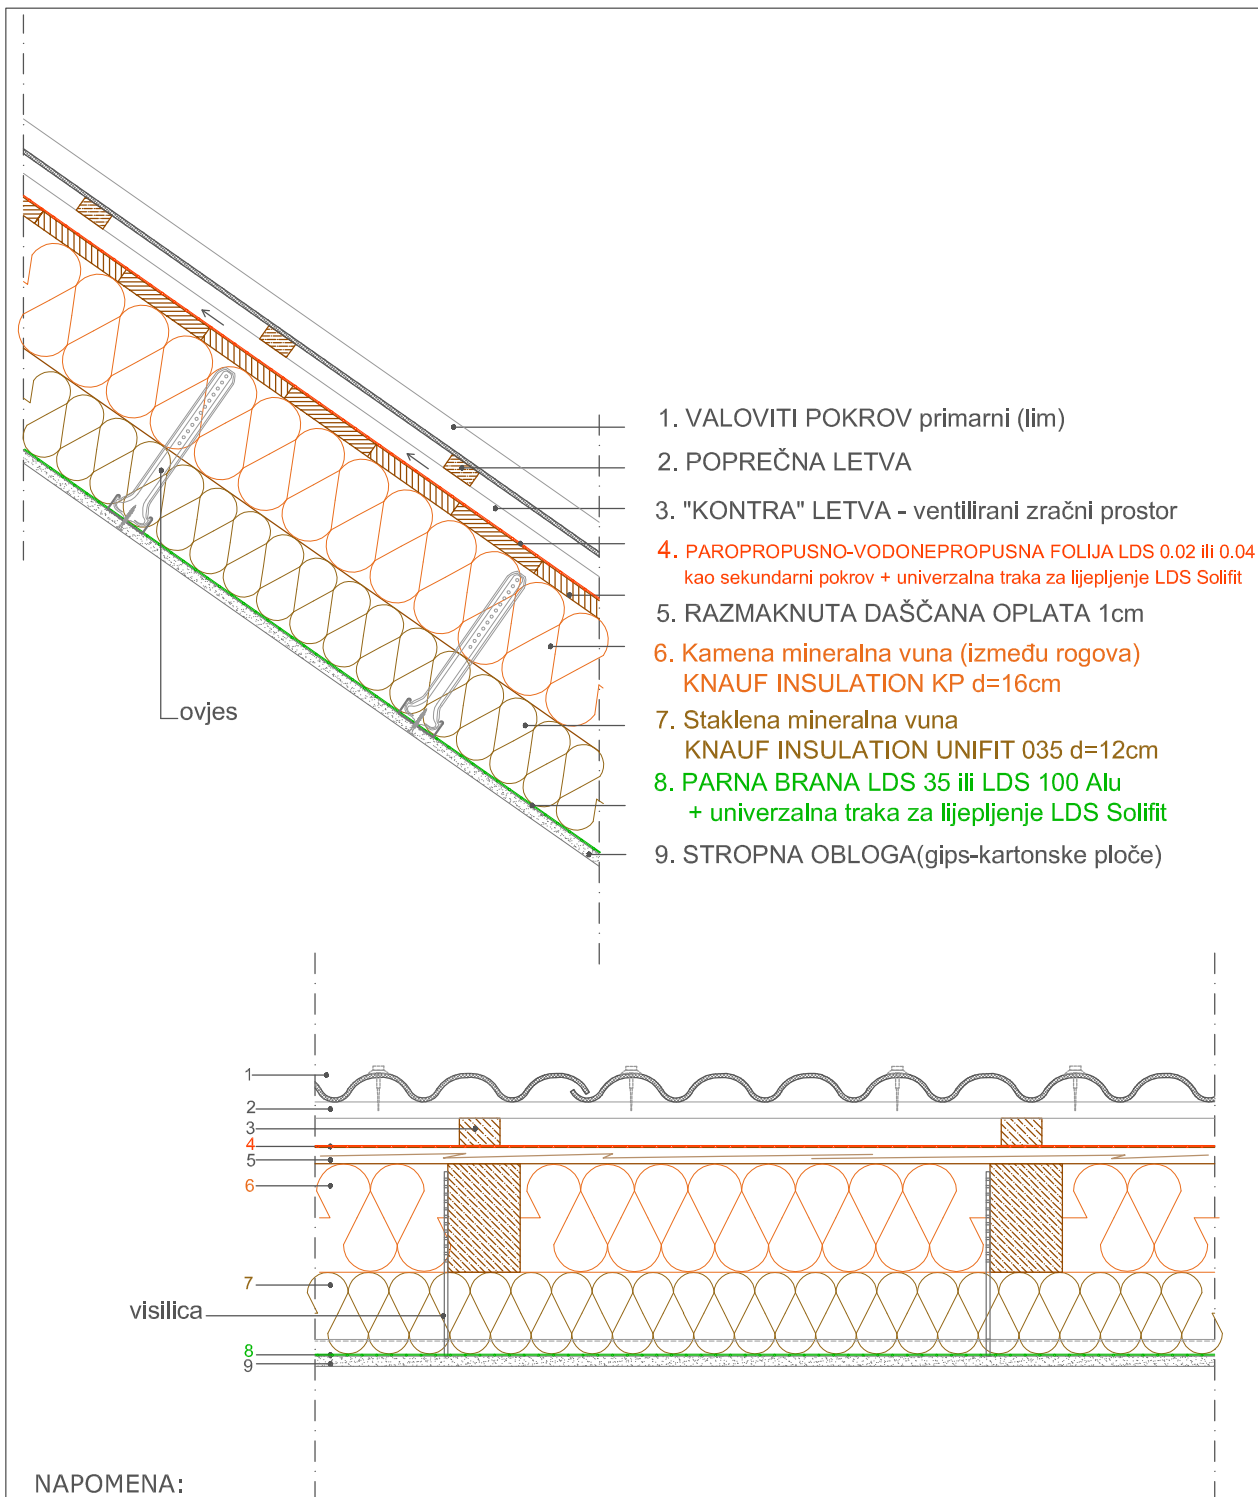 1. VALOVITI POKROV primarni (lim)
2. POPREČNA LETVA
3. "KONTRA" LETVA - ventilirani zračni prostor
4. PAROPROPUSNO-VODONEPROPUSNA FOLIJA LDS 0.02 ili 0.04
kao sekundarni pokrov + univerzalna traka za lijepljenje LDS Solifit
5. RAZMAKNUTA DAŠČANA OPLATA 1cm
6. Kamena mineralna vuna (između rogova)
KNAUF INSULATION KP d=16cm
ovjes
7. Staklena mineralna vuna
KNAUF INSULATION UNIFIT 035 d=12cm
8. PARNA BRANA LDS 35 ili LDS 100 Alu
+ univerzalna traka za lijepljenje LDS Solifit
9. STROPNA OBLOGA(gips-kartonske ploče)
1
2
3
4
5
6
7
visilica
8
9
NAPOMENA: